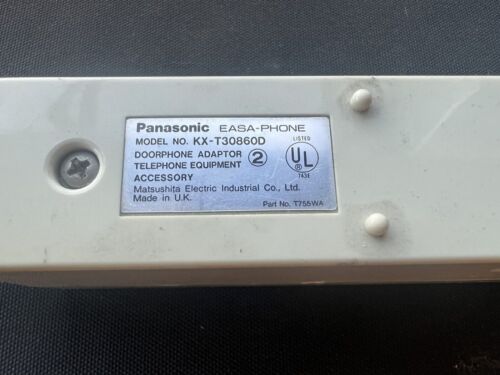 Panasonic EASA-PHONE
MODEL NO. KX-T30860D
DOORPHONE ADAPTOR 2
TELEPHONE EQUIPMENT
ACCESSORY
Matsushita Electric Industrial Co., Ltd.
Made in U.K.
LISTED
UL
743E
Part No. T755WA